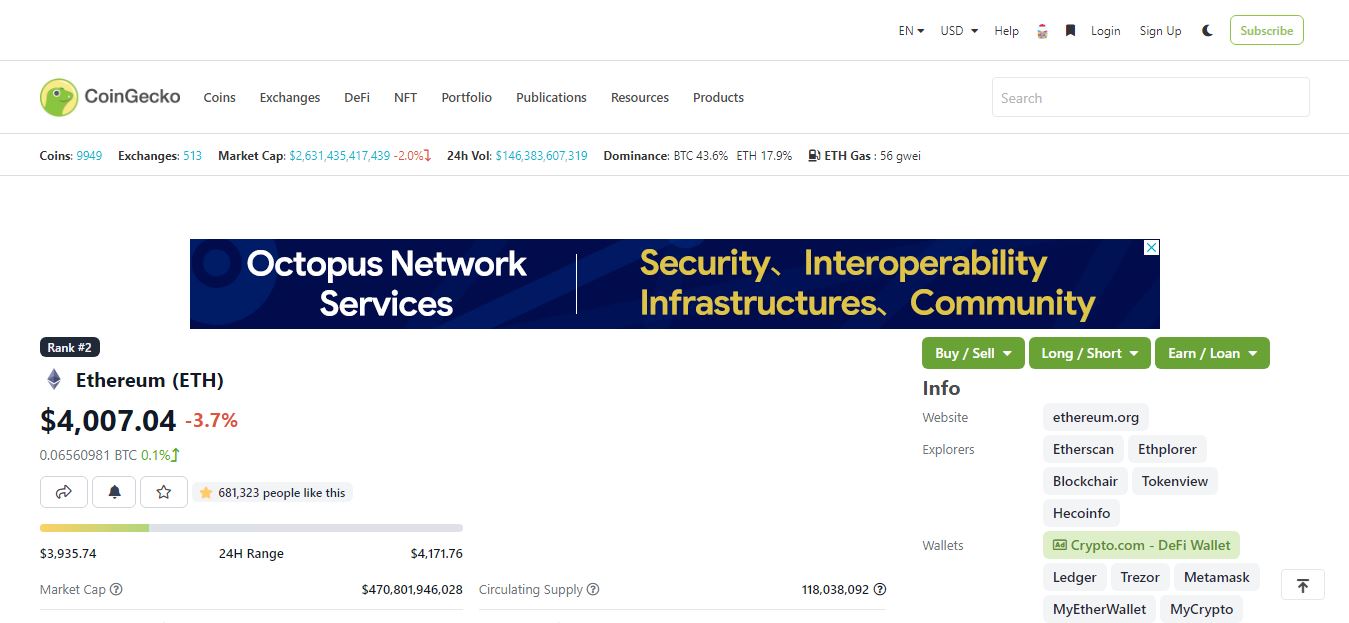 EN USD Help Login Sign Up Subscribe
CoinGecko Coins Exchanges DeFi NFT Portfolio Publications Resources Products Search
Coins: 9949 Exchanges: 513 Market Cap: $2,631,435,417,439 -2.0% 24h Vol: $146,383,607,319 Dominance: BTC 43.6% ETH 17.9% ETH Gas : 56 gwei
Octopus Network
Services
Security、Interoperability
Infrastructures、Community
Rank #2
Ethereum (ETH)
$4,007.04 -3.7%
0.06560981 BTC 0.1%
681,323 people like this
$3,935.74 24H Range $4,171.76
Market Cap $470,801,946,028 Circulating Supply 118,038,092
Buy / Sell Long / Short Earn / Loan
Info
Website ethereum.org
Explorers Etherscan Ethplorer
Blockchair Tokenview
Hecoinfo
Wallets Ad Crypto.com - DeFi Wallet
Ledger Trezor Metamask
MyEtherWallet MyCrypto